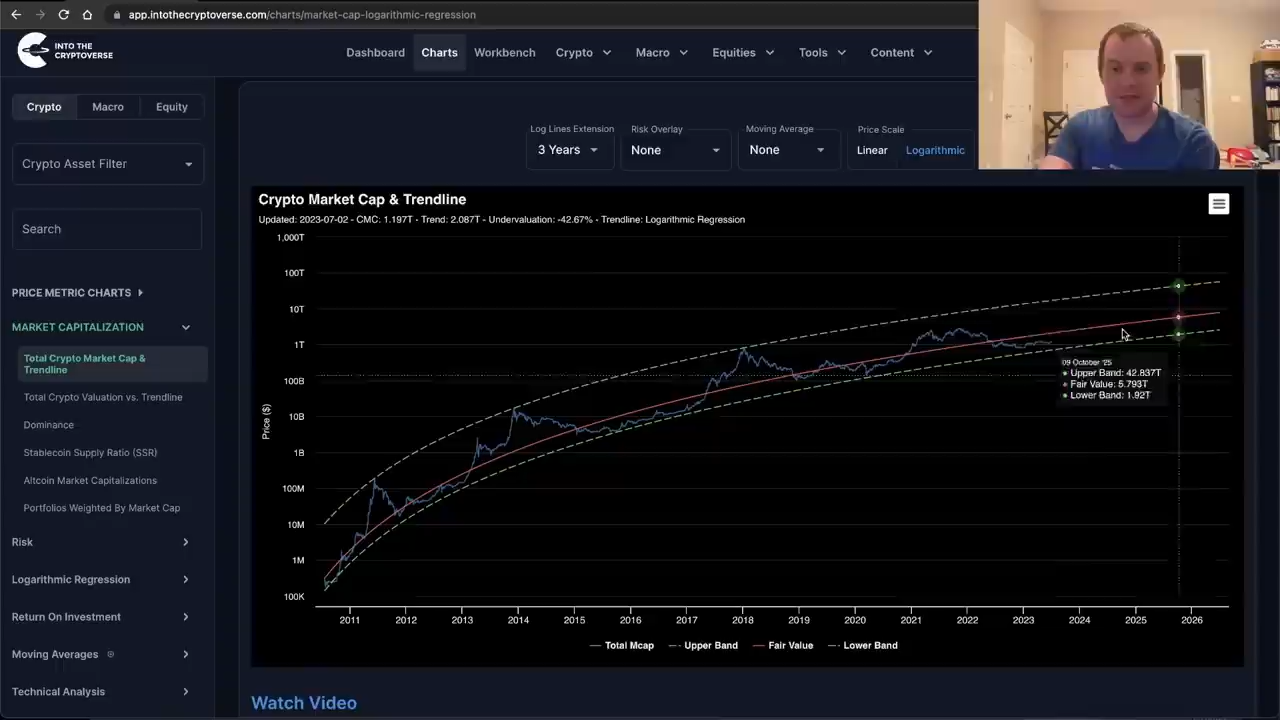 app.intothecryptoverse.com/charts/market-cap-logarithmic-regression
INTO THE
CRYPTOVERSE
Dashboard Charts Workbench Crypto Macro Equities Tools Content
Crypto Macro Equity
Crypto Asset Filter
Search
PRICE METRIC CHARTS
MARKET CAPITALIZATION
Total Crypto Market Cap &
Trendline
Total Crypto Valuation vs. Trendline
Dominance
Stablecoin Supply Ratio (SSR)
Altcoin Market Capitalizations
Portfolios Weighted By Market Cap
Risk
Logarithmic Regression
Return On Investment
Moving Averages
Technical Analysis
Log Lines Extension
3 Years
Risk Overlay
None
Moving Average
None
Price Scale
Linear Logarithmic
Crypto Market Cap & Trendline
Updated: 2023-07-02 - CMC: 1.197T - Trend: 2.087T - Undervaluation: -42.67% - Trendline: Logarithmic Regression
1,000T
100T
10T
1T
100B
10B
1B
100M
10M
1M
100K
Price ($)
09 October '25
Upper Band: 42.837T
Fair Value: 5.793T
Lower Band: 1.92T
2011 2012 2013 2014 2015 2016 2017 2018 2019 2020 2021 2022 2023 2024 2025 2026
Total Mcap Upper Band Fair Value Lower Band
Watch Video